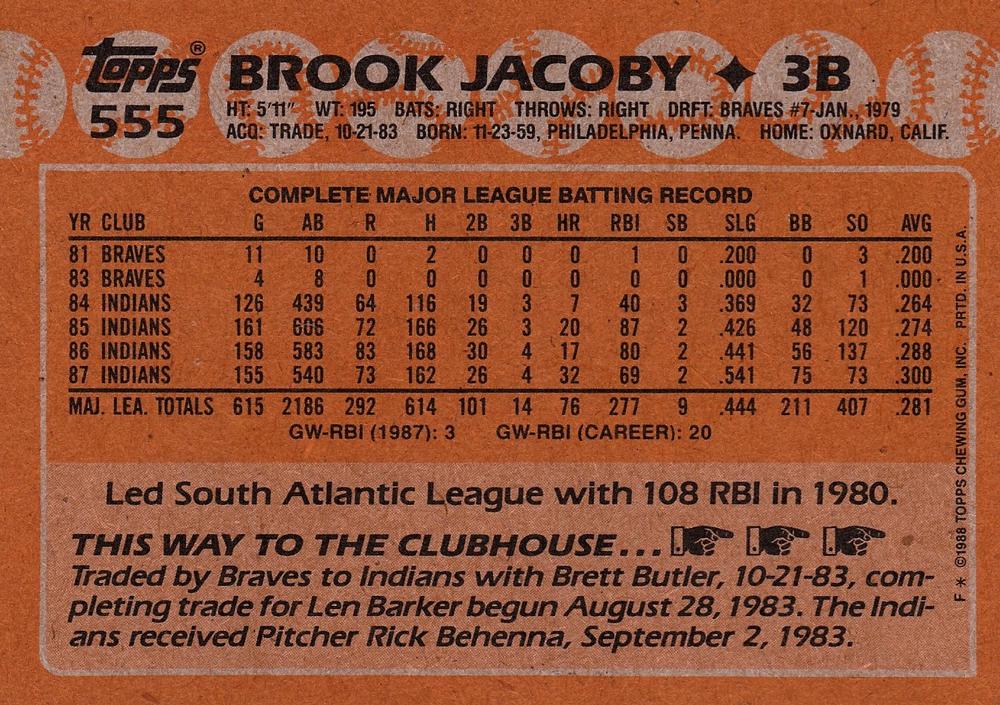 Topps® BROOK JACOBY ✦ 3B
555 HT: 5'11" WT: 195 BATS: RIGHT THROWS: RIGHT DRFT: BRAVES #7-JAN., 1979
ACQ: TRADE, 10-21-83 BORN: 11-23-59, PHILADELPHIA, PENNA. HOME: OXNARD, CALIF.
COMPLETE MAJOR LEAGUE BATTING RECORD
YR CLUB G AB R H 2B 3B HR RBI SB SLG BB SO AVG
81 BRAVES 11 10 0 2 0 0 0 1 0 .200 0 3 .200
83 BRAVES 4 8 0 0 0 0 0 0 0 .000 0 1 .000
84 INDIANS 126 439 64 116 19 3 7 40 3 .369 32 73 .264
85 INDIANS 161 606 72 166 26 3 20 87 2 .426 48 120 .274
86 INDIANS 158 583 83 168 30 4 17 80 2 .441 56 137 .288
87 INDIANS 155 540 73 162 26 4 32 69 2 .541 75 73 .300
MAJ. LEA. TOTALS 615 2186 292 614 101 14 76 277 9 .444 211 407 .281
GW-RBI (1987): 3 GW-RBI (CAREER): 20
Led South Atlantic League with 108 RBI in 1980.
THIS WAY TO THE CLUBHOUSE...
Traded by Braves to Indians with Brett Butler, 10-21-83, com-
pleting trade for Len Barker begun August 28, 1983. The Indi-
ans received Pitcher Rick Behenna, September 2, 1983.
F * ©1988 TOPPS CHEWING GUM, INC. PRTD. IN U.S.A.